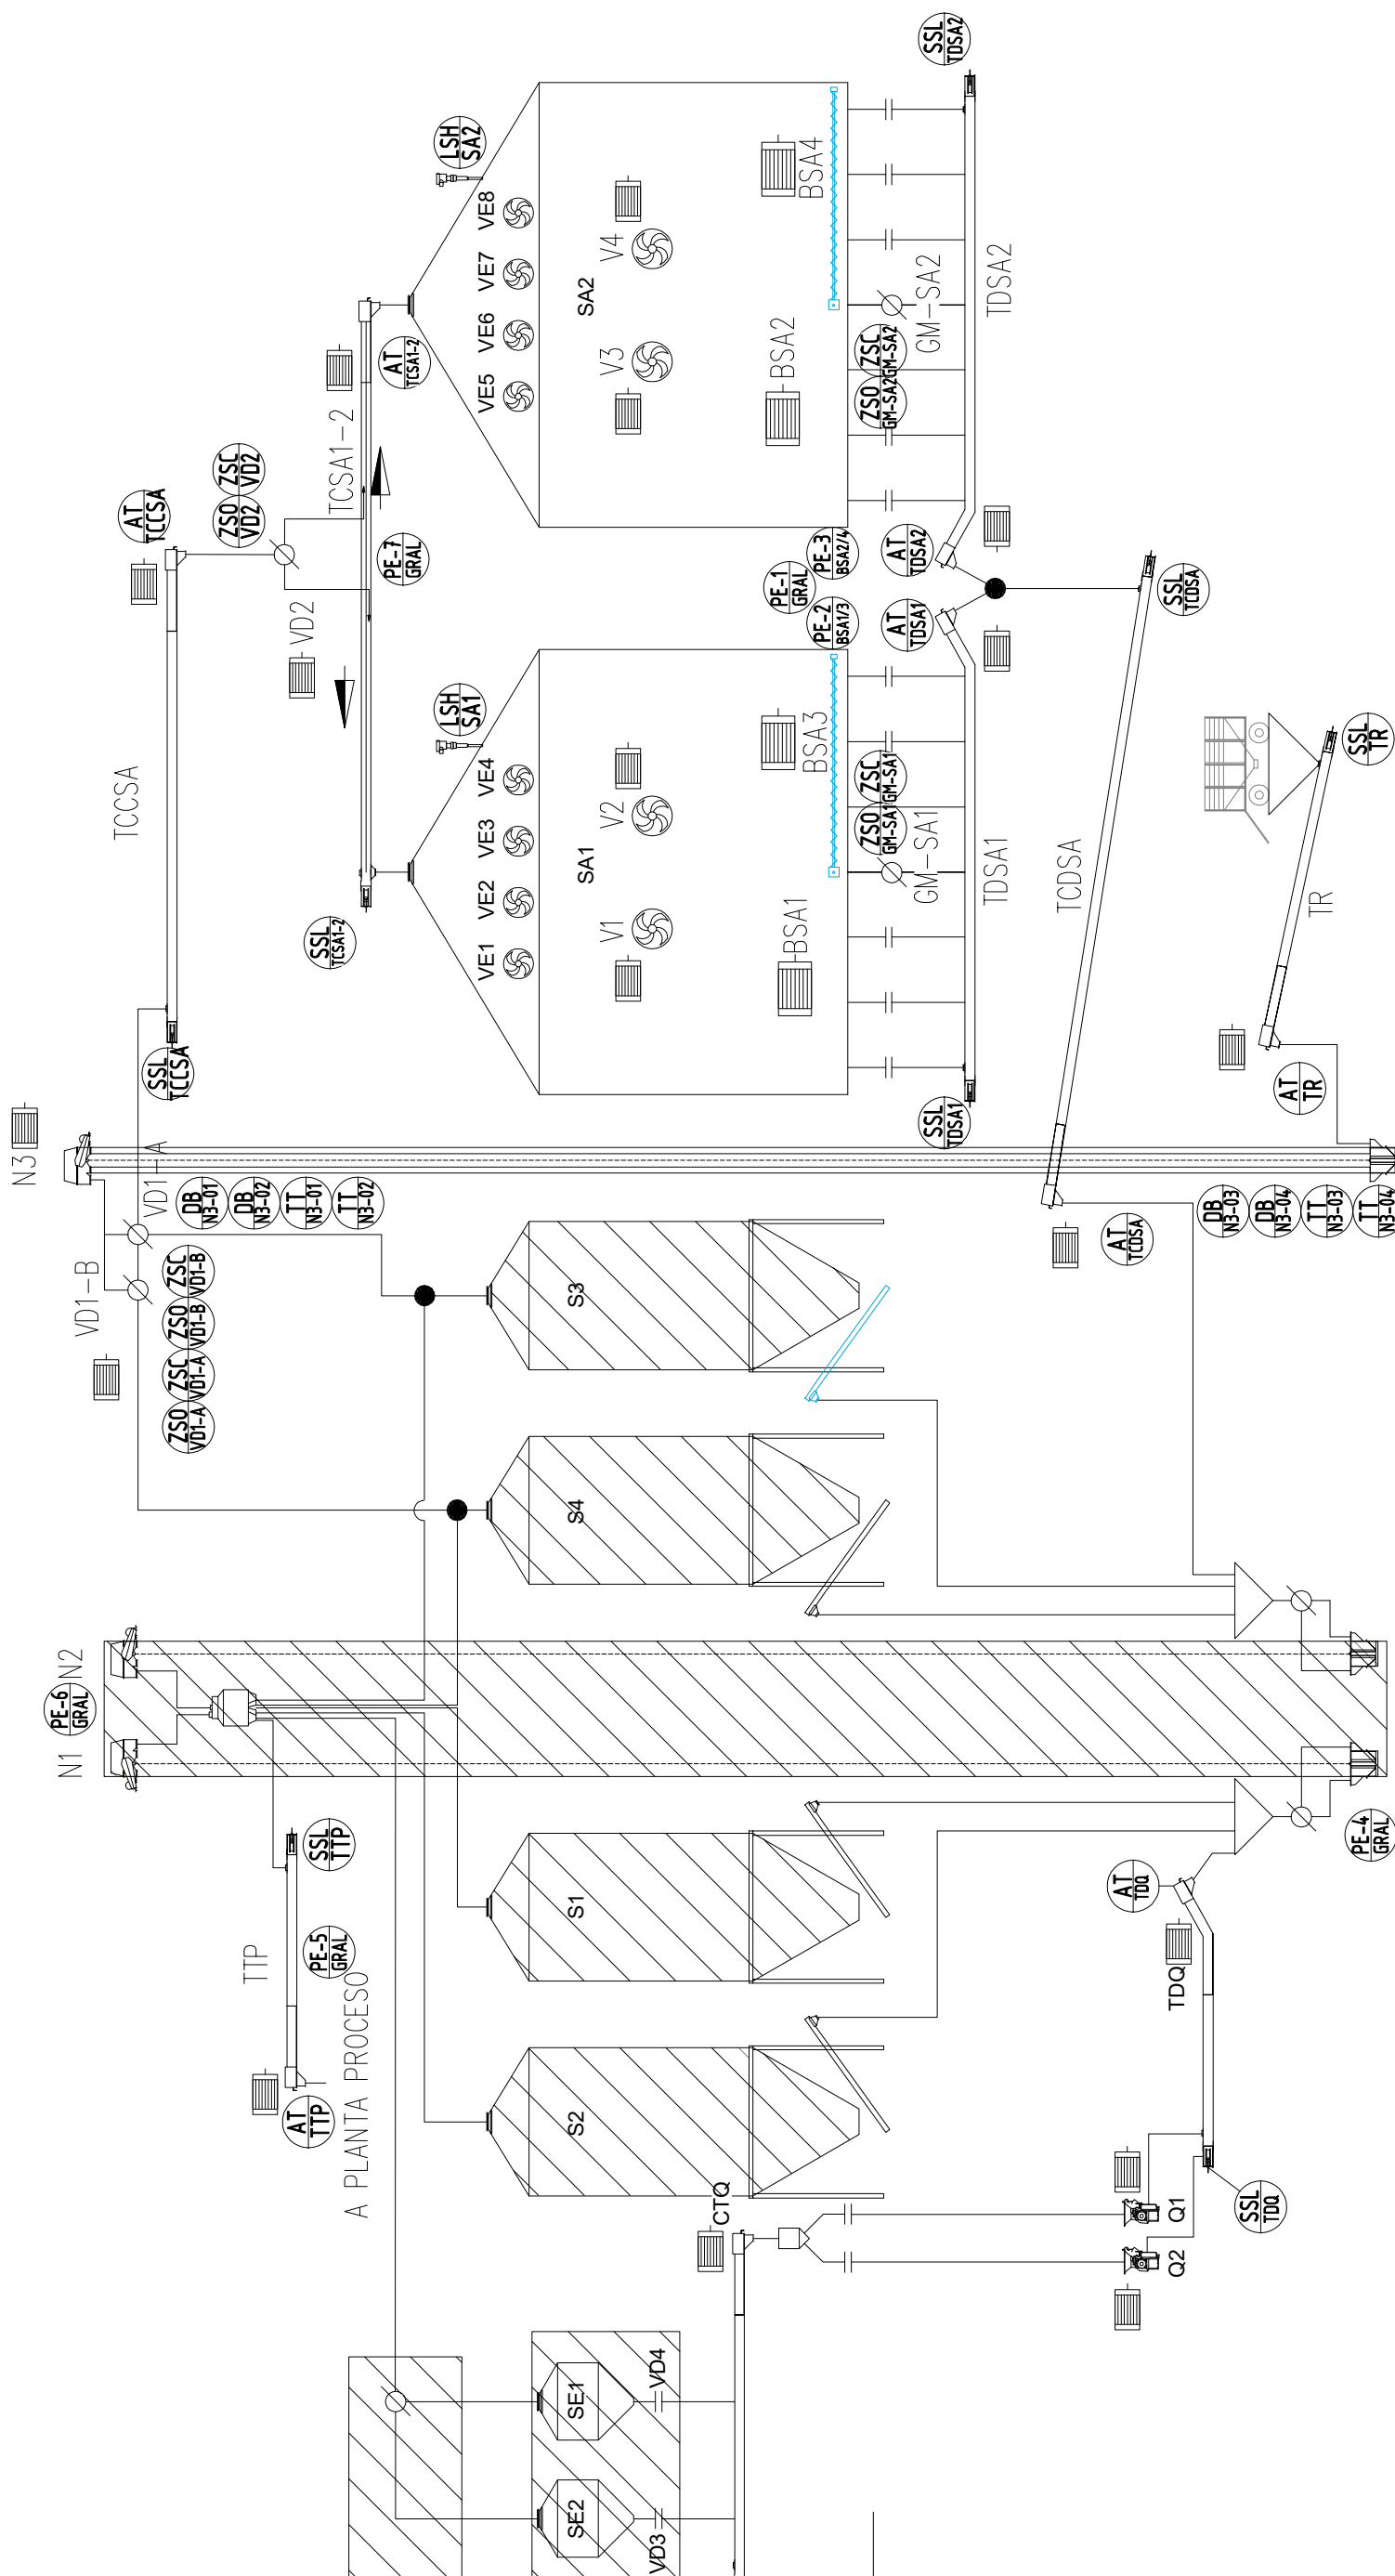 SSL
TDSA2
LSH
SA2
VE8
VE7
VE6
VE5
V4
V3
SA2
BSA4
BSA2
AT
TCSA1-2
TCSA1-2
ZSC
GM-SA2
ZSO
GM-SA2
GM-SA2
TDSA2
AT
TCCSA
ZSC
VD2
ZSO
VD2
PE-7
GRAL
VD2
PE-3
BSA2/4
PE-1
GRAL
PE-2
BSA1/3
AT
TDSA2
AT
TDSA1
SSL
TCDSA
TCCSA
LSH
SA1
VE4
VE3
VE2
VE1
V2
V1
SA1
BSA3
BSA1
ZSC
GM-SA1
ZSO
GM-SA1
GM-SA1
TDSA1
TCDSA
SSL
TR
TR
SSL
TCSA1-2
SSL
TCCSA
SSL
TDSA1
AT
TR
N3
VD1-A
DB
N3-01
DB
N3-02
TT
N3-01
TT
N3-02
DB
N3-03
DB
N3-04
TT
N3-03
TT
N3-04
AT
TCDSA
VD1-B
ZSC
VD1-B
ZSO
VD1-B
ZSC
VD1-A
ZSO
VD1-A
S3
S4
N2
PE-6
GRAL
N1
SSL
TTP
PE-5
GRAL
TTP
AT
TTP
A PLANTA PROCESO
S1
S2
PE-4
GRAL
AT
TDQ
TDQ
SSL
TDQ
CTQ
Q1
Q2
SE1
VD4
SE2
VD3